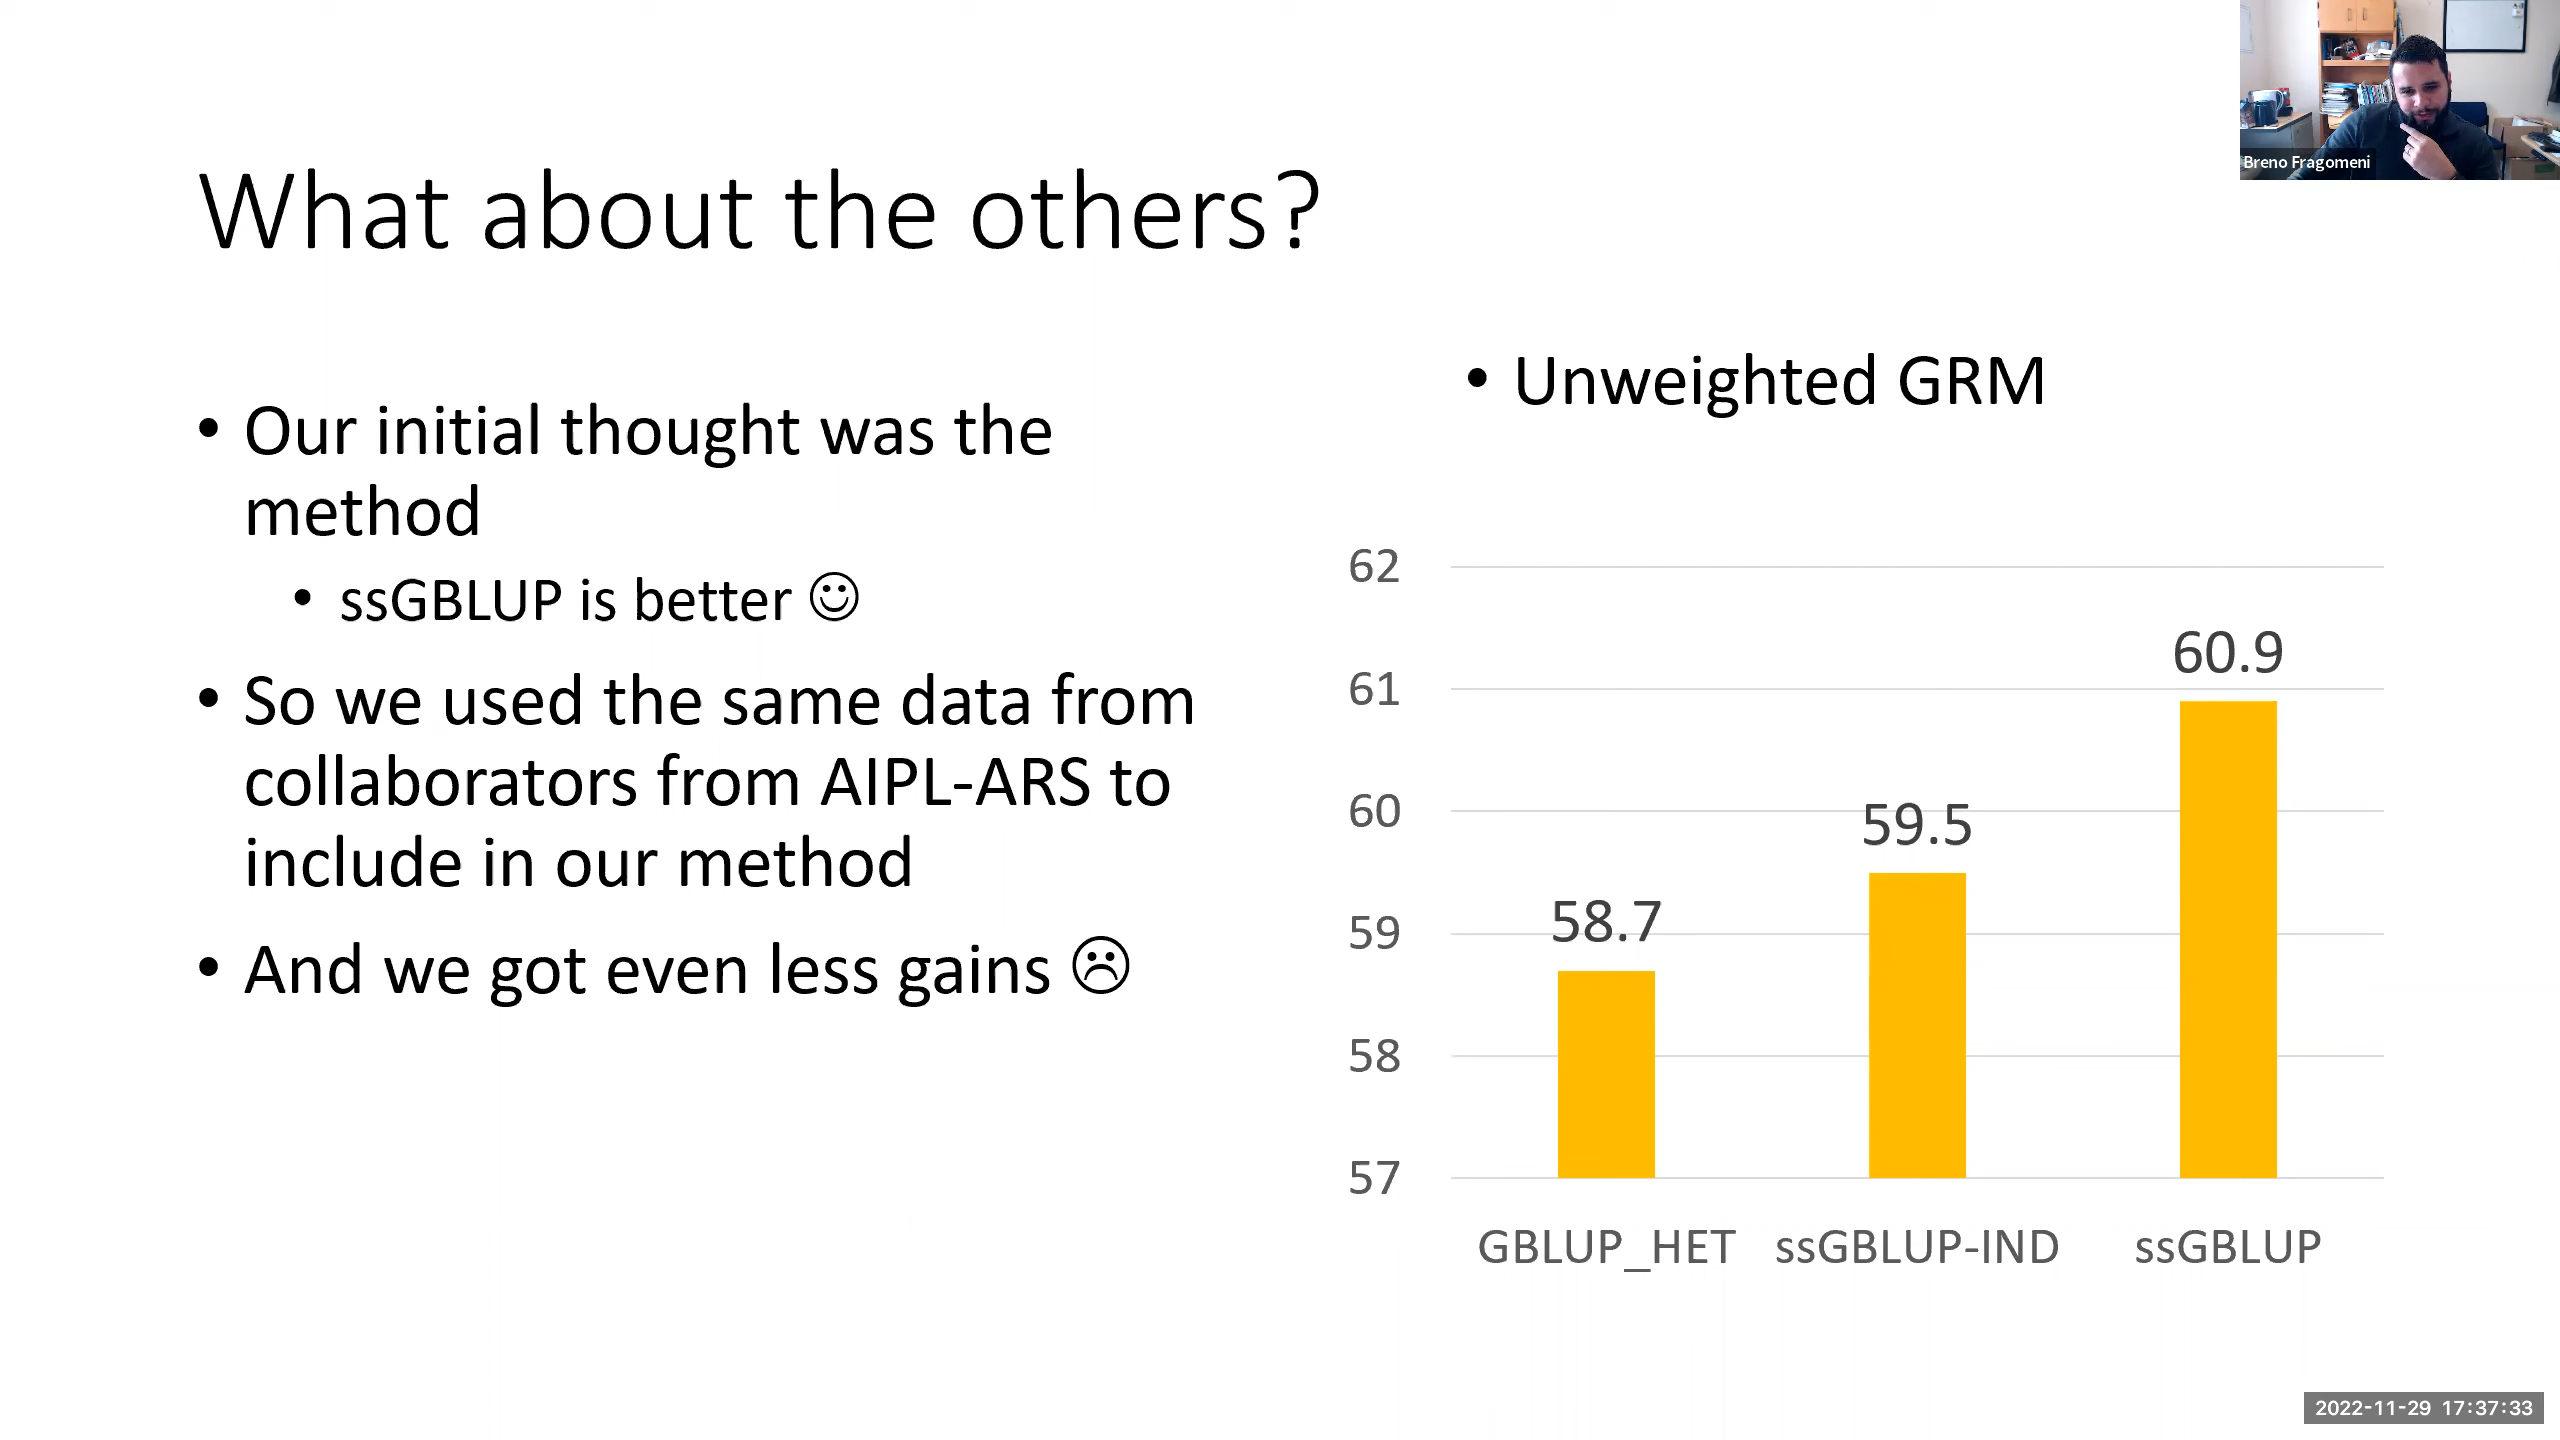 Breno Fragomeni
What about the others?
• Our initial thought was the
method
• ssGBLUP is better ☺
• So we used the same data from
collaborators from AIPL-ARS to
include in our method
• And we got even less gains ☹
• Unweighted GRM
62
61
60
59
58
57
58.7
59.5
60.9
GBLUP_HET ssGBLUP-IND ssGBLUP
2022-11-29 17:37:33